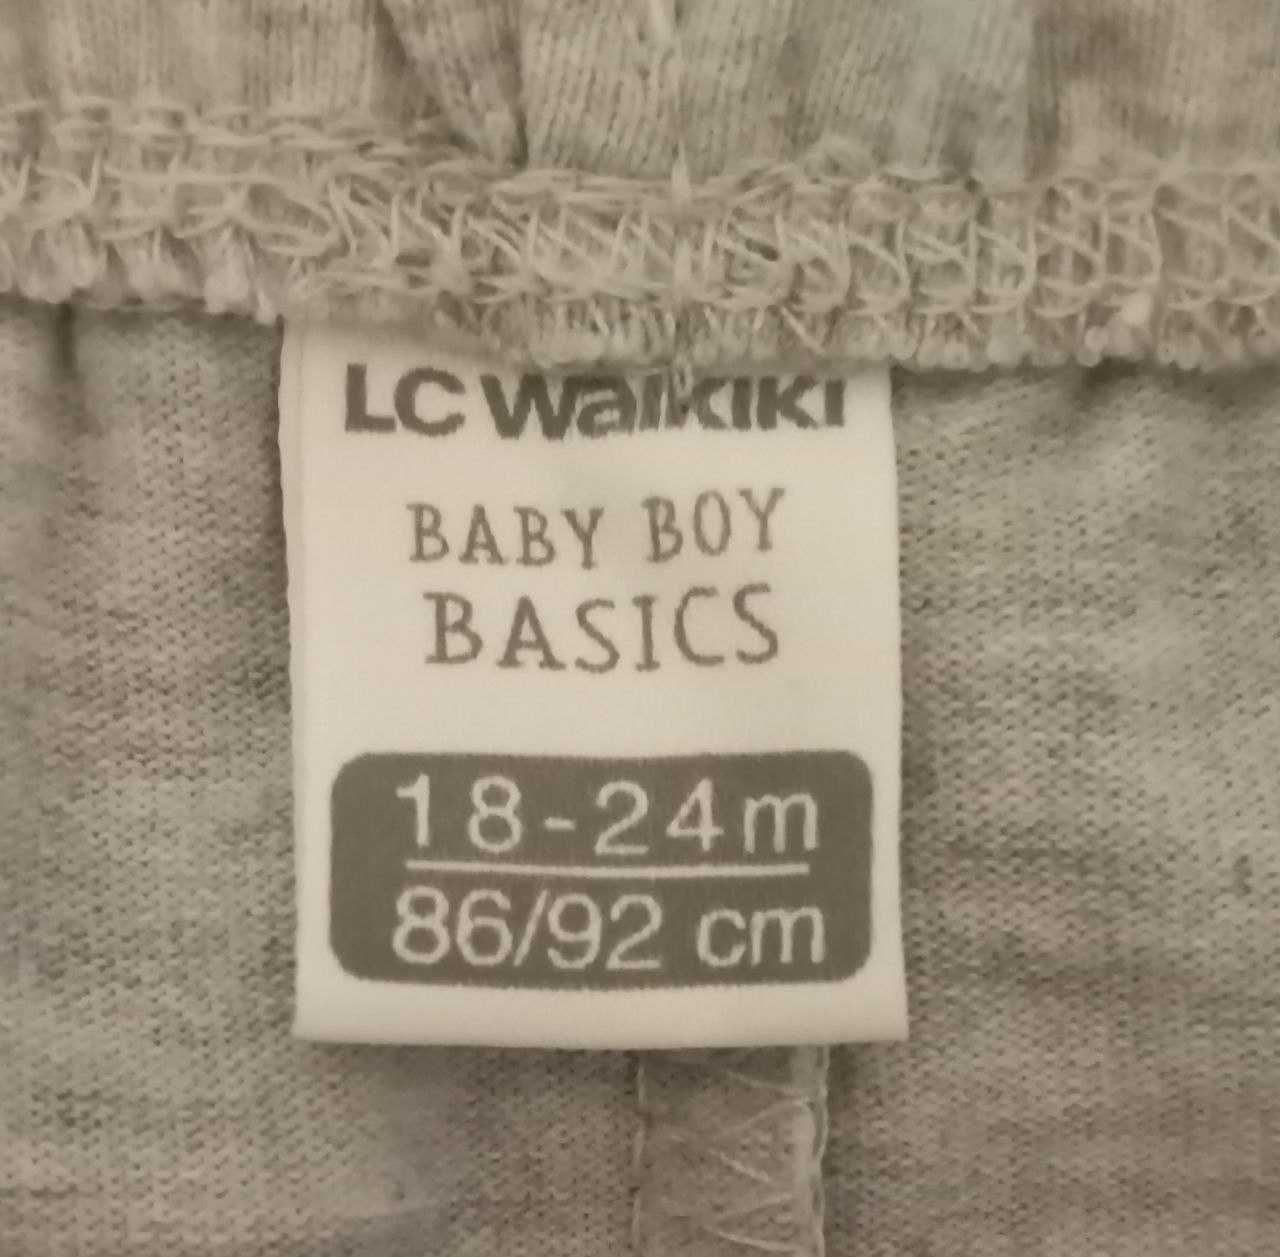 LC Waikiki
BABY BOY
BASICS
18-24m
86/92 cm